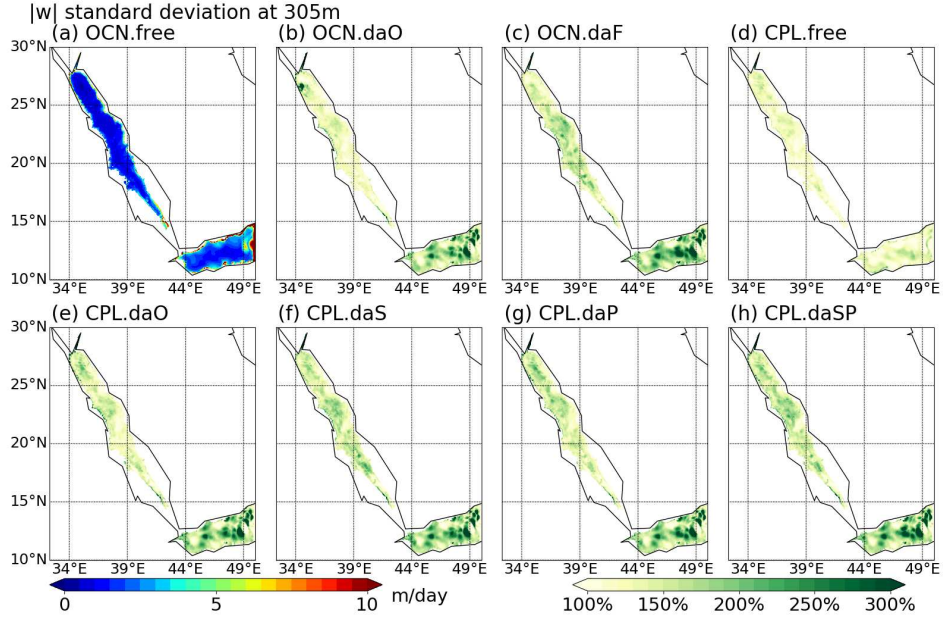 |w| standard deviation at 305m
(a) OCN.free
(b) OCN.daO
(c) OCN.daF
(d) CPL.free
30°N
25°N
20°N
15°N
10°N
34°E 39°E 44°E 49°E
34°E 39°E 44°E 49°E
34°E 39°E 44°E 49°E
34°E 39°E 44°E 49°E
(e) CPL.daO
(f) CPL.daS
(g) CPL.daP
(h) CPL.daSP
30°N
25°N
20°N
15°N
10°N
34°E 39°E 44°E 49°E
34°E 39°E 44°E 49°E
34°E 39°E 44°E 49°E
34°E 39°E 44°E 49°E
0 5 10 m/day
100% 150% 200% 250% 300%